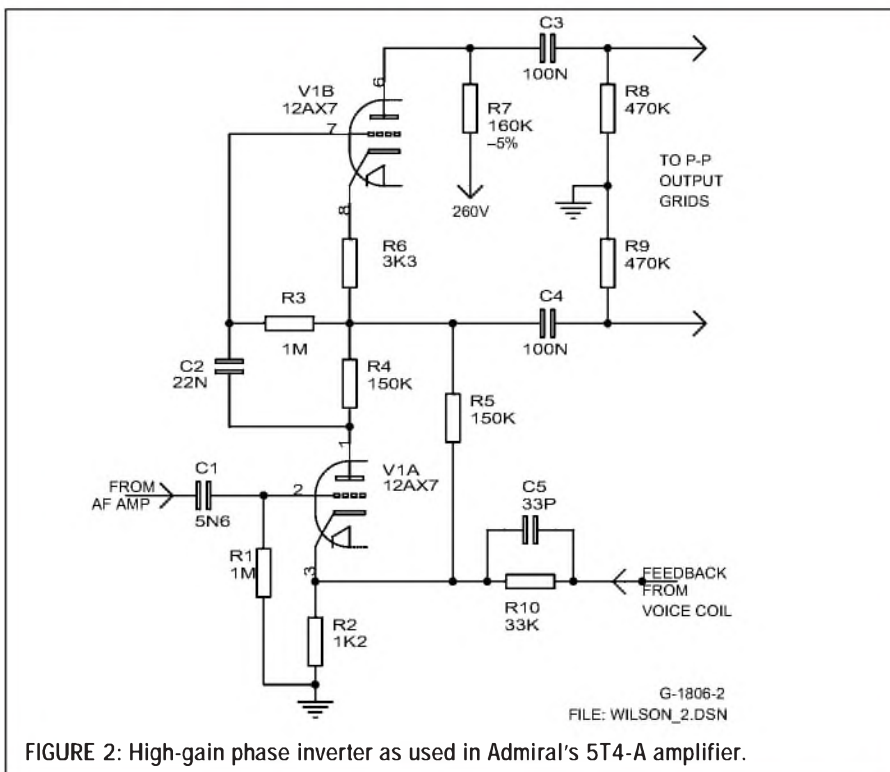 C3
100N
6
V1B
12AX7
7
R7
160K
–5%
R8
470K
TO P-P
OUTPUT
GRIDS
260V
8
R6
3K3
R9
470K
C4
100N
R3
1M
C2
22N
R4
150K
R5
150K
1
V1A
12AX7
FROM
AF AMP
C1
5N6
2
C5
33P
R1
1M
3
FEEDBACK
FROM
VOICE COIL
R10
33K
R2
1K2
G-1806-2
FILE: WILSON_2.DSN
FIGURE 2: High-gain phase inverter as used in Admiral's 5T4-A amplifier.